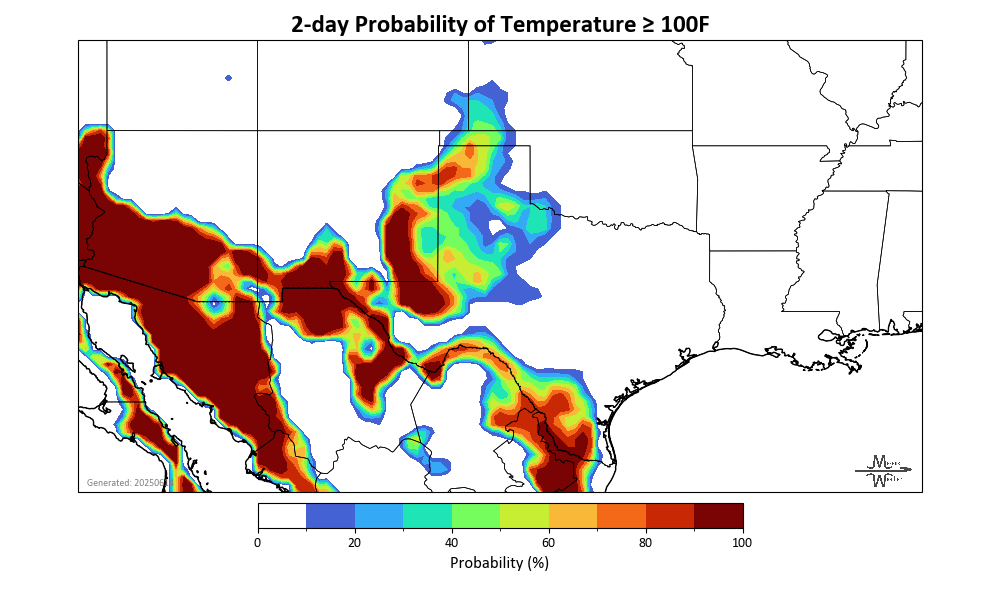 2-day Probability of Temperature ≥ 100F
Generated: 202506
0 20 40 60 80 100
Probability (%)